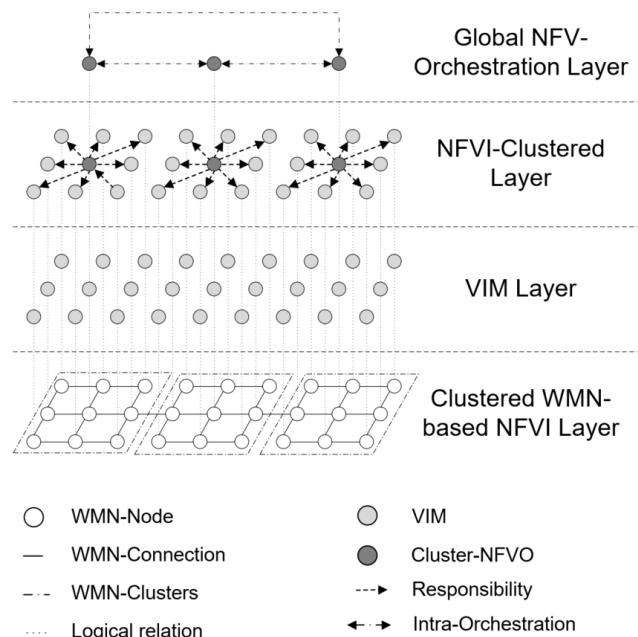 Global NFV-
Orchestration Layer
NFVI-Clustered
Layer
VIM Layer
Clustered WMN-
based NFVI Layer
WMN-Node
VIM
WMN-Connection
Cluster-NFVO
WMN-Clusters
Responsibility
Logical relation
Intra-Orchestration